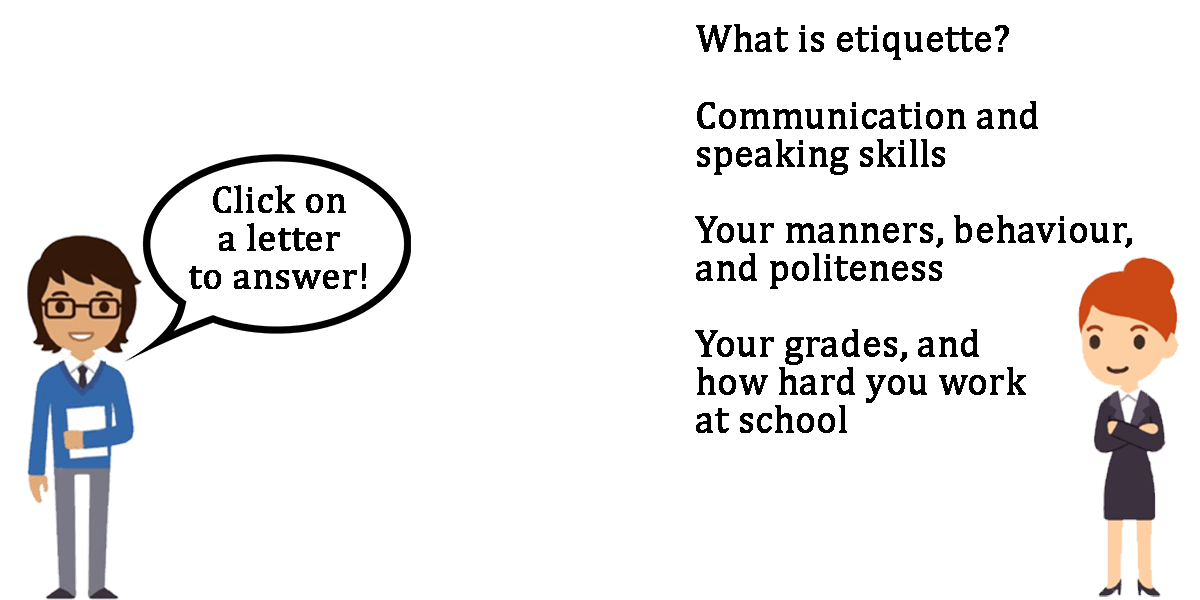 Click on
a letter
to answer!
What is etiquette?
Communication and
speaking skills
Your manners, behaviour,
and politeness
Your grades, and
how hard you work
at school